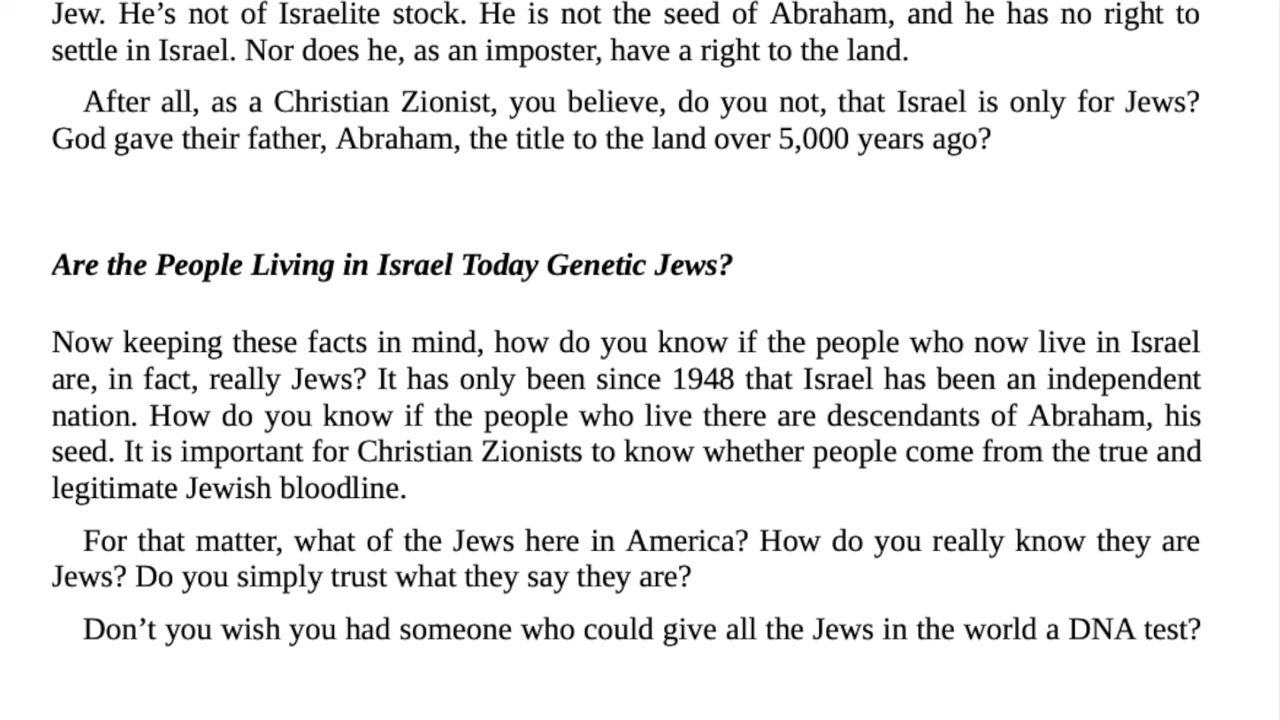 Jew. He’s not of Israelite stock. He is not the seed of Abraham, and he has no right to
settle in Israel. Nor does he, as an imposter, have a right to the land.
After all, as a Christian Zionist, you believe, do you not, that Israel is only for Jews?
God gave their father, Abraham, the title to the land over 5,000 years ago?
Are the People Living in Israel Today Genetic Jews?
Now keeping these facts in mind, how do you know if the people who now live in Israel
are, in fact, really Jews? It has only been since 1948 that Israel has been an independent
nation. How do you know if the people who live there are descendants of Abraham, his
seed. It is important for Christian Zionists to know whether people come from the true and
legitimate Jewish bloodline.
For that matter, what of the Jews here in America? How do you really know they are
Jews? Do you simply trust what they say they are?
Don’t you wish you had someone who could give all the Jews in the world a DNA test?